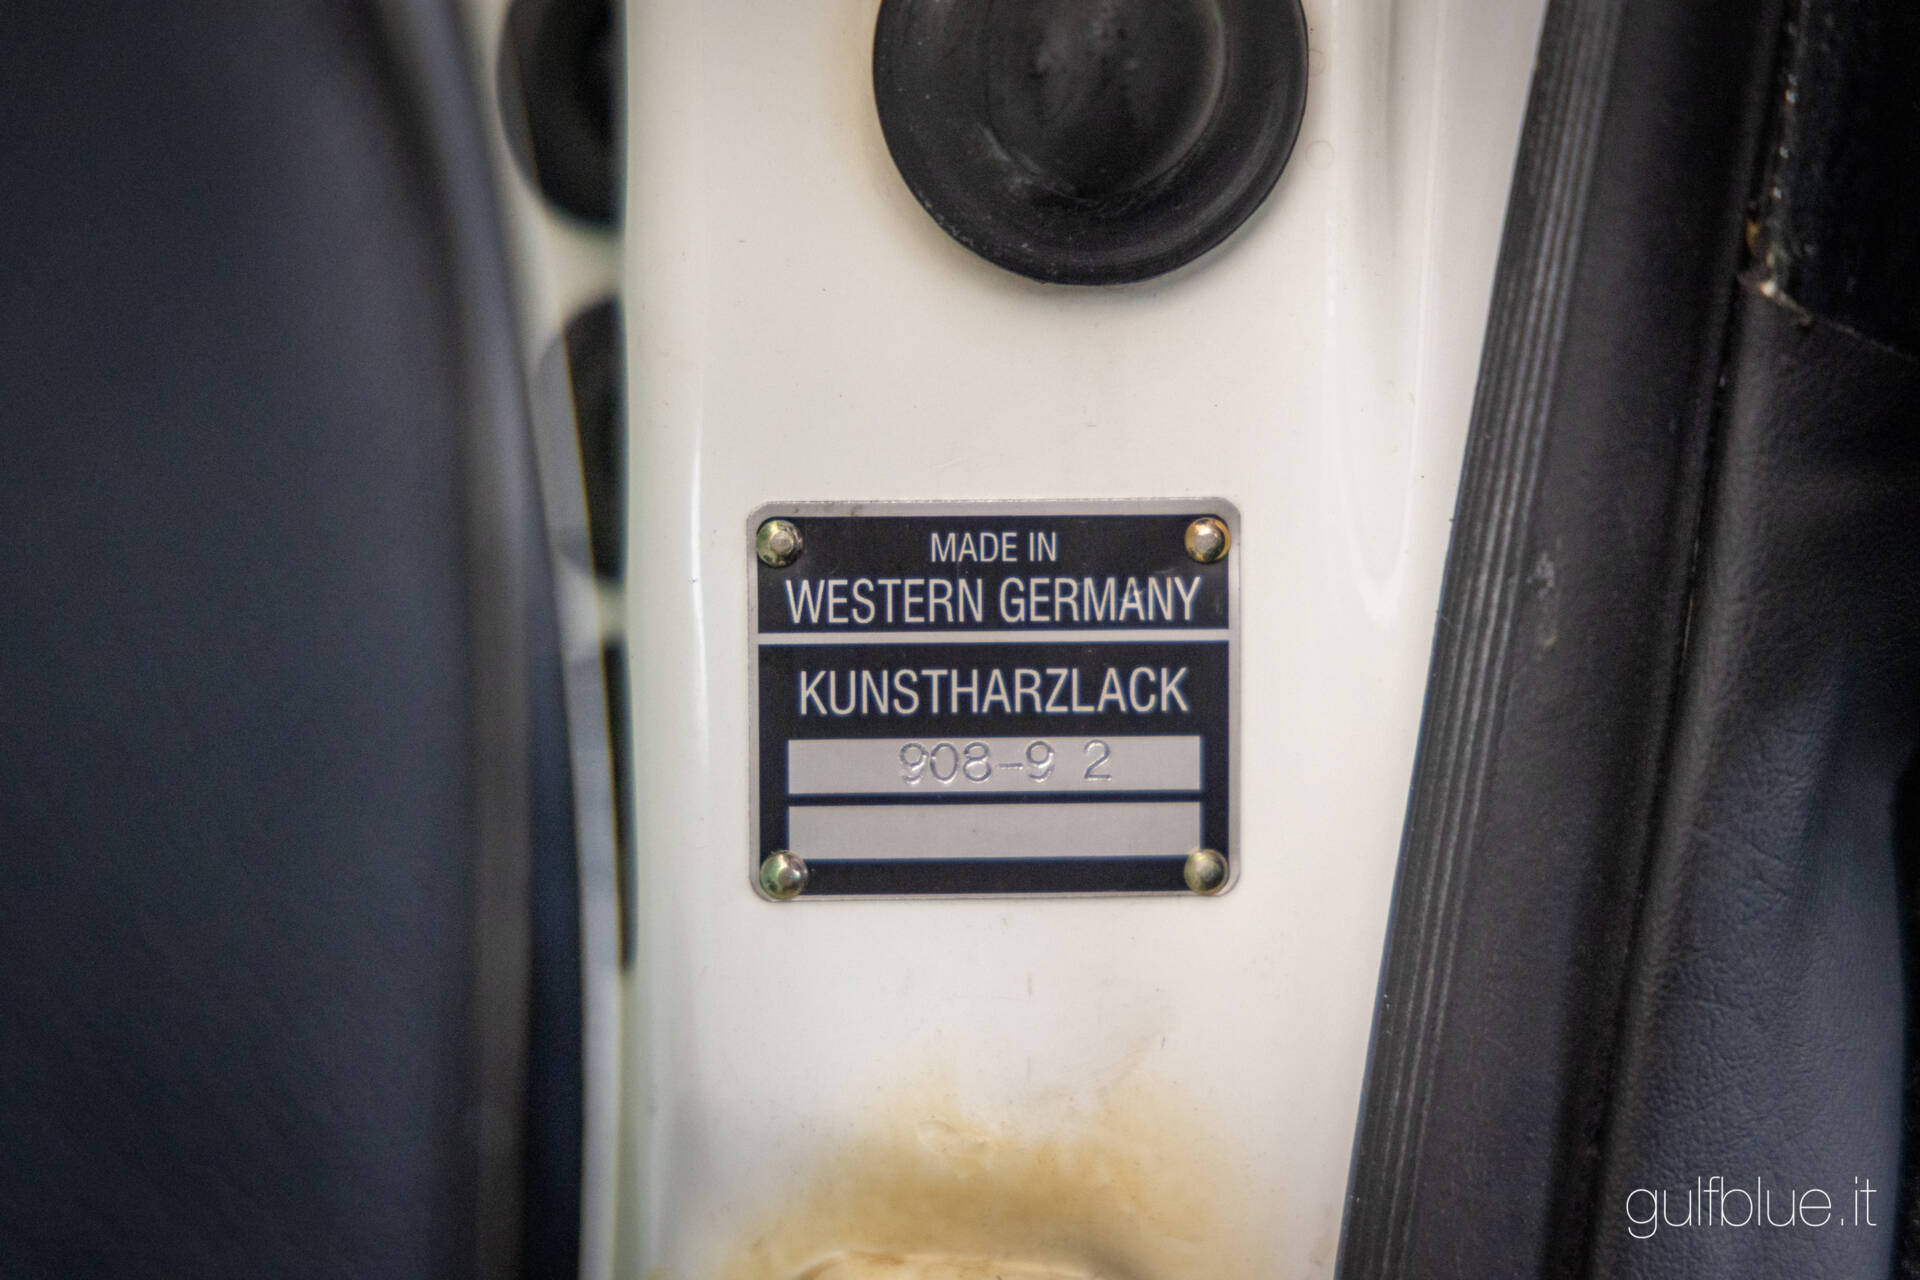 MADE IN
WESTERN GERMANY
KUNSTHARZLACK
908-9 2
gulfblue.it